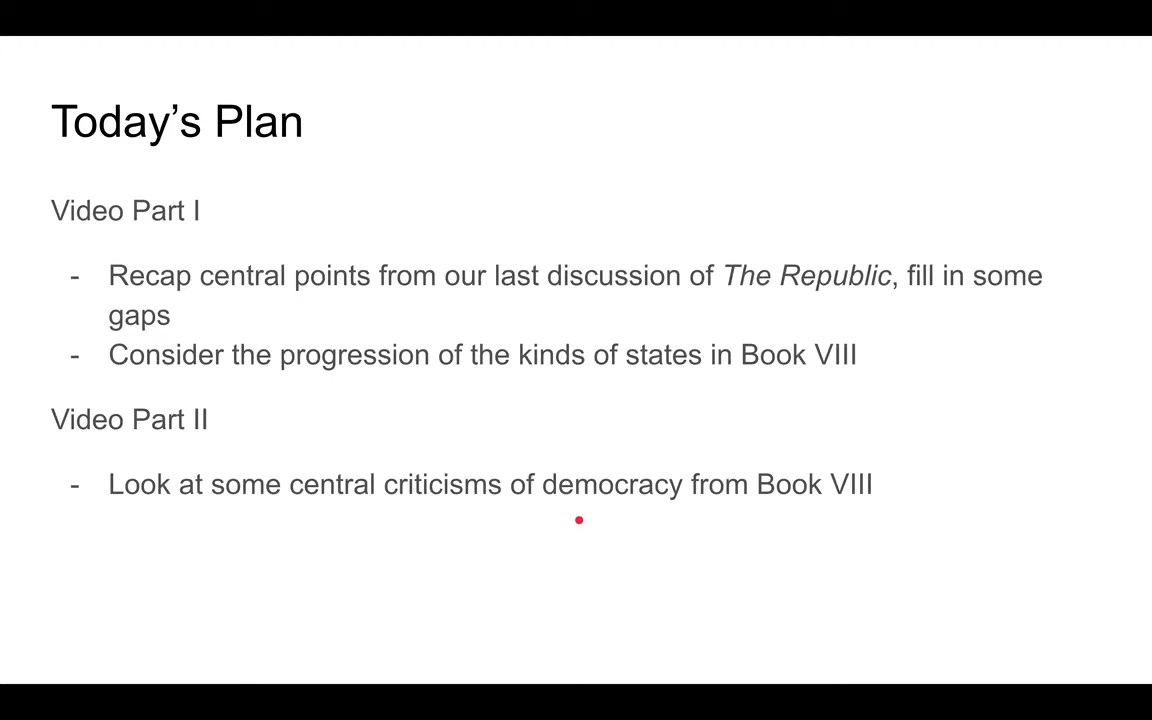 Today’s Plan
Video Part I
- Recap central points from our last discussion of The Republic, fill in some
gaps
- Consider the progression of the kinds of states in Book VIII
Video Part II
- Look at some central criticisms of democracy from Book VIII